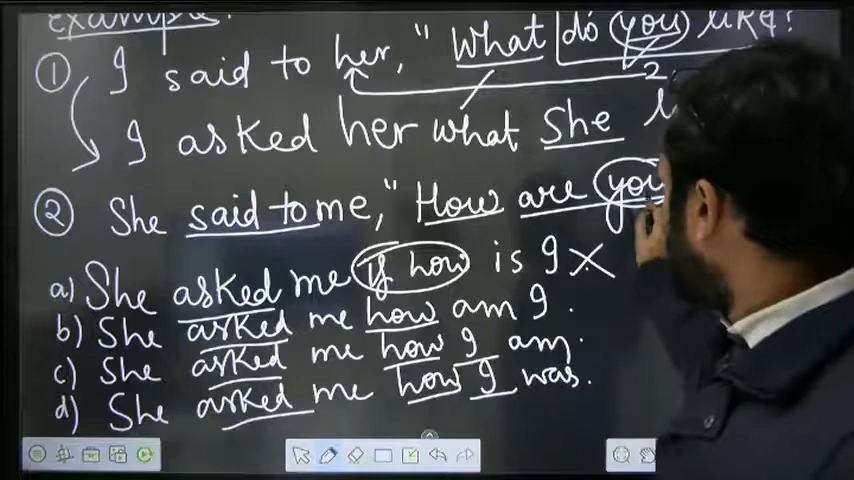 example:
① I said to her, "What do you like?
2
I asked her what she
② She said to me, "How are you
a) She asked me if how is I ×
b) She asked me how am I.
c) She asked me how I am.
d) She asked me how I was.